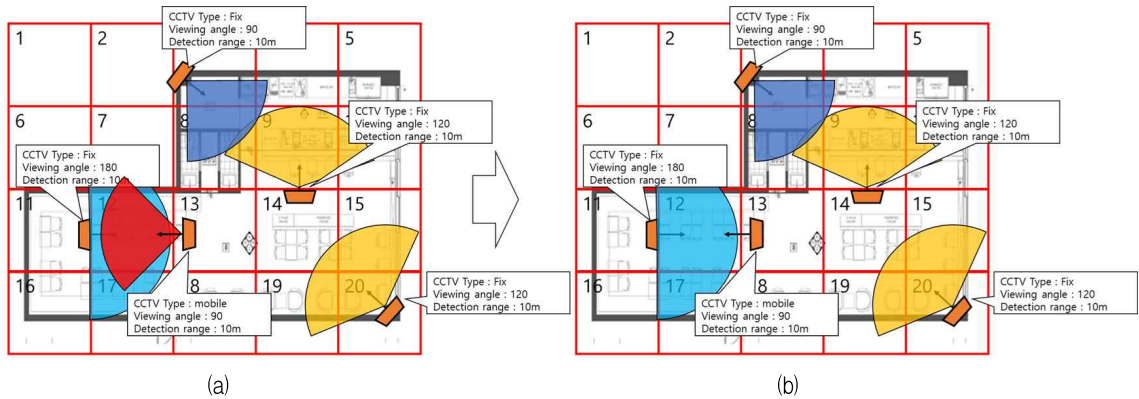 CCTV Type : Fix
Viewing angle : 90
Detection range : 10m
1
2
5
6
7
8
9
CCTV Type : Fix
Viewing angle : 120
Detection range : 10m
CCTV Type : Fix
Viewing angle : 180
Detection range : 10m
11
12
13
14
15
16
17
8
19
20
CCTV Type : mobile
Viewing angle : 90
Detection range : 10m
CCTV Type : Fix
Viewing angle : 120
Detection range : 10m
(a)
CCTV Type : Fix
Viewing angle : 90
Detection range : 10m
1
2
5
6
7
8
9
CCTV Type : Fix
Viewing angle : 120
Detection range : 10m
CCTV Type : Fix
Viewing angle : 180
Detection range : 10m
11
12
13
14
15
16
17
8
19
20
CCTV Type : mobile
Viewing angle : 90
Detection range : 10m
CCTV Type : Fix
Viewing angle : 120
Detection range : 10m
(b)